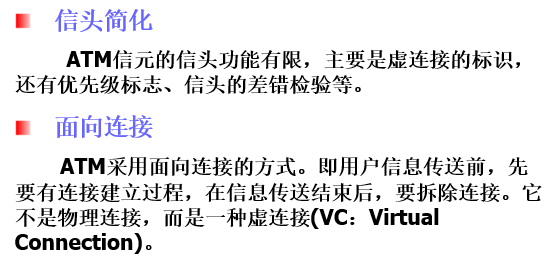 信头简化
ATM信元的信头功能有限，主要是虚连接的标识，
还有优先级标志、信头的差错检验等。
面向连接
ATM采用面向连接的方式。即用户信息传送前，先
要有连接建立过程，在信息传送结束后，要拆除连接。它
不是物理连接，而是一种虚连接(VC：Virtual
Connection)。